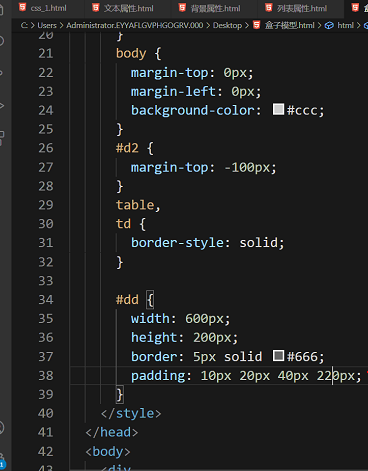 css_1.html 文本属性.html 背景属性.html 列表属性.html
C: > Users > Administrator.EYYAFLGVPHGOGRV.000 > Desktop > 盒子模型.html > html >
20 }
21 body {
22 margin-top: 0px;
23 margin-left: 0px;
24 background-color: #ccc;
25 }
26 #d2 {
27 margin-top: -100px;
28 }
29 table,
30 td {
31 border-style: solid;
32 }
33
34 #dd {
35 width: 600px;
36 height: 200px;
37 border: 5px solid #666;
38 padding: 10px 20px 40px 220px;
39 }
40 </style>
41 </head>
42 <body>
43 <div